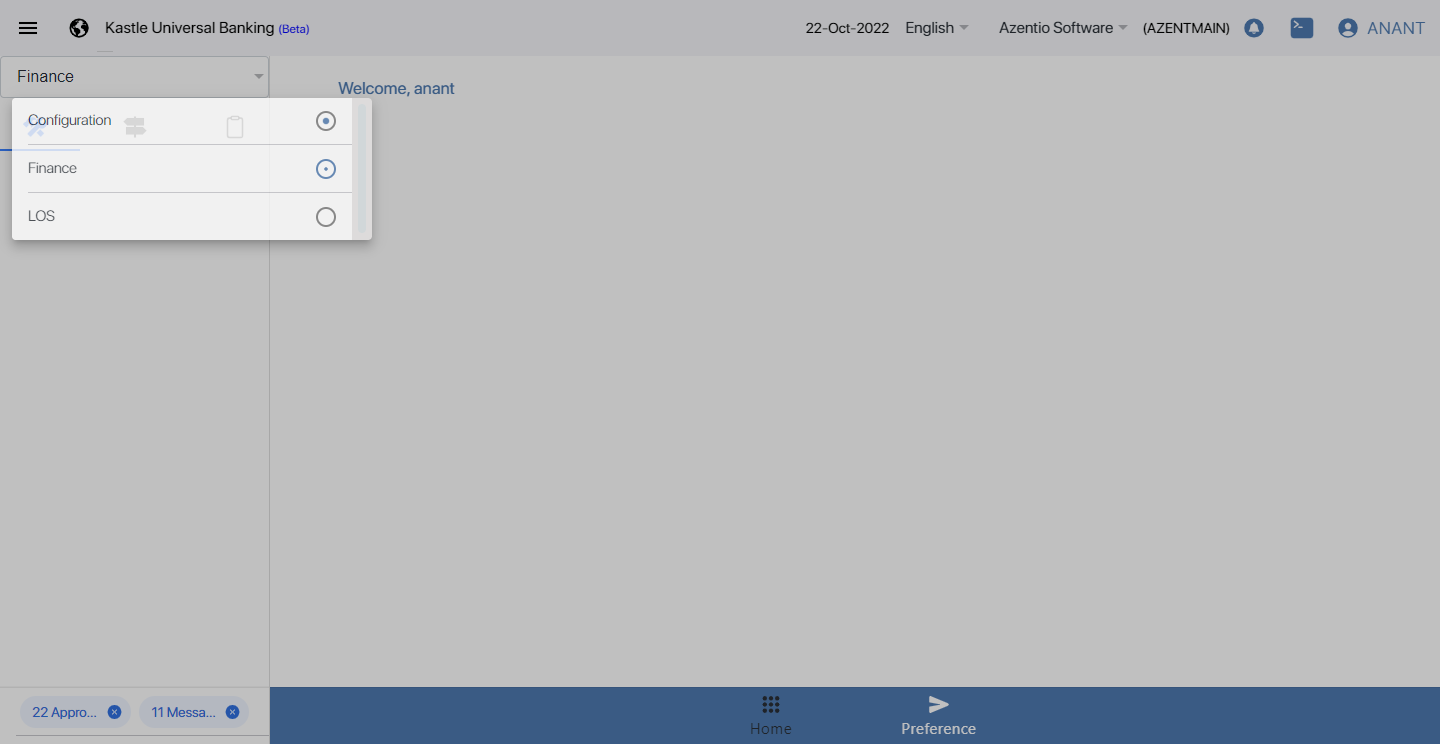 Kastle Universal Banking (Beta) 22-Oct-2022 English Azentio Software (AZENTMAIN) ANANT
Finance
Welcome, anant
Configuration
Finance
LOS
22 Appro... 11 Messa...
Home Preference